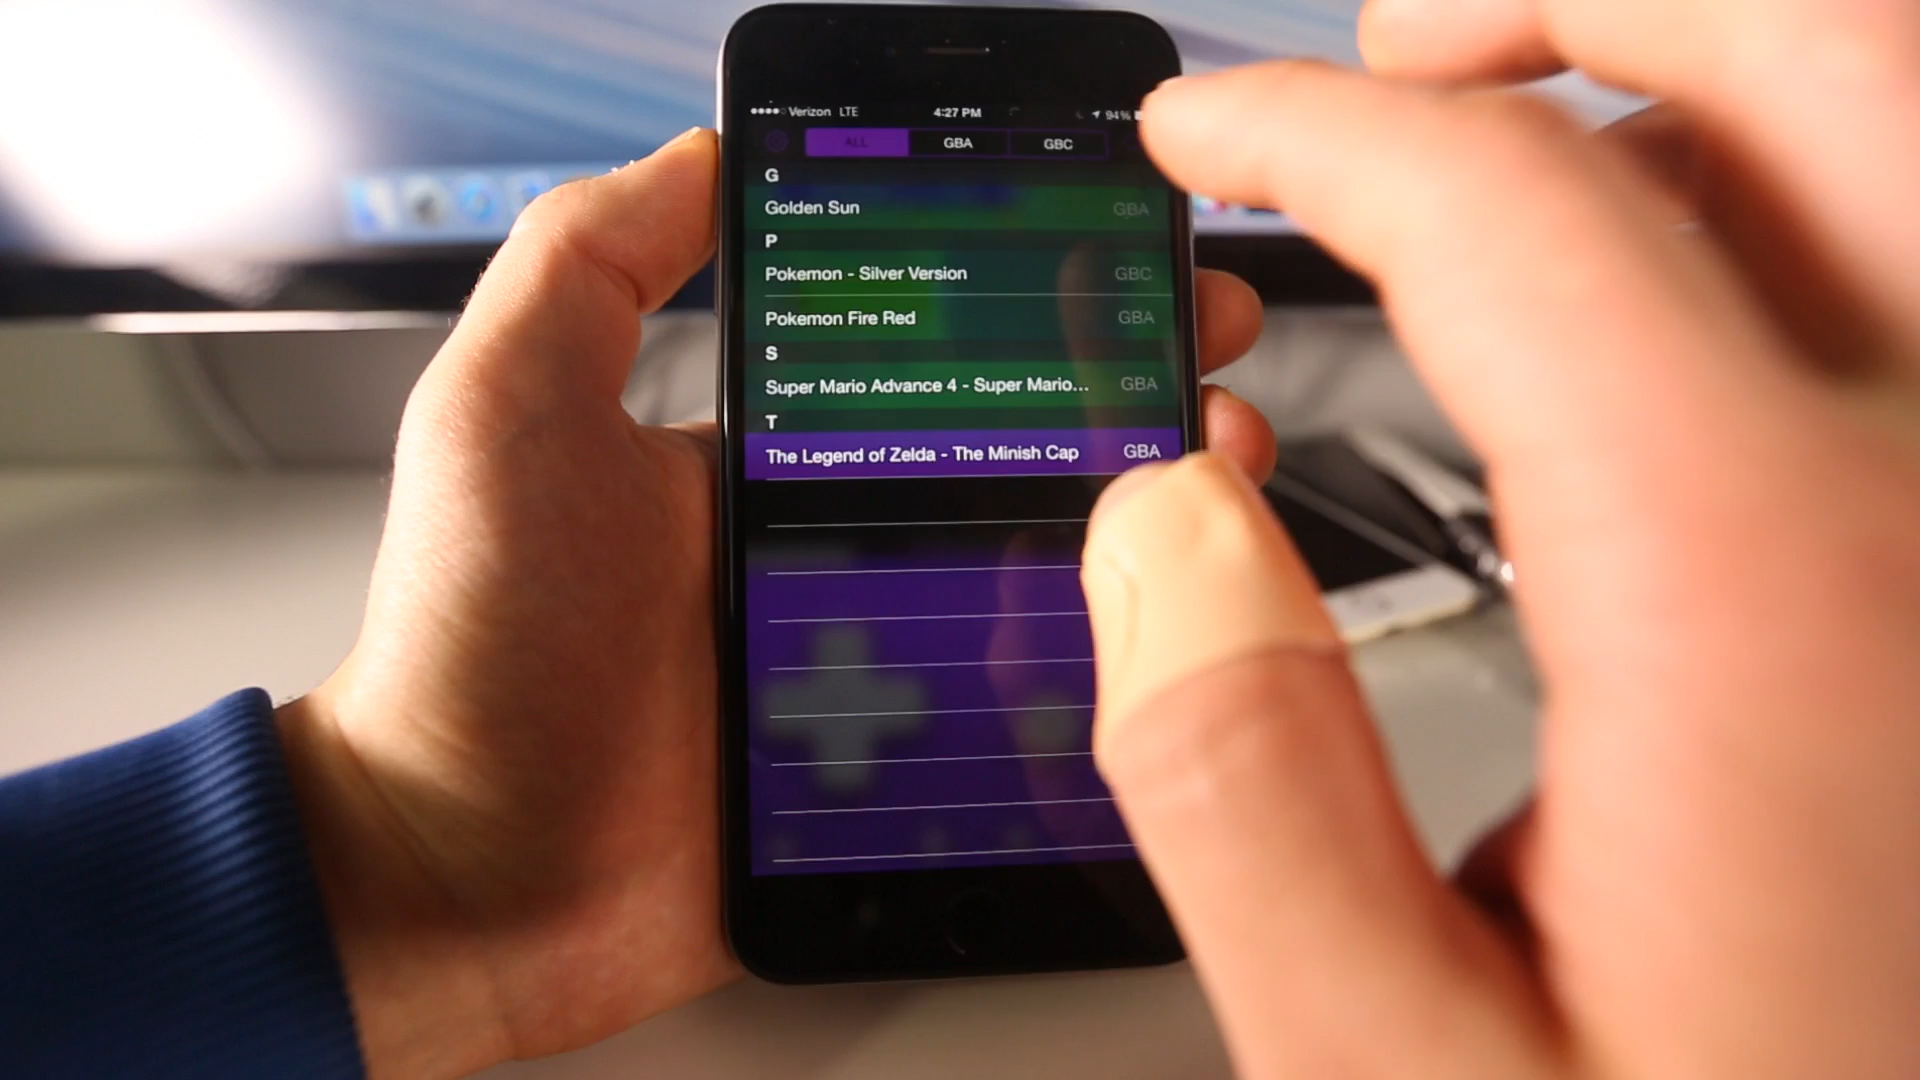 Verizon LTE 4:27 PM 94%
ALL GBA GBC
G
Golden Sun GBA
P
Pokemon - Silver Version GBC
Pokemon Fire Red GBA
S
Super Mario Advance 4 - Super Mario... GBA
T
The Legend of Zelda - The Minish Cap GBA